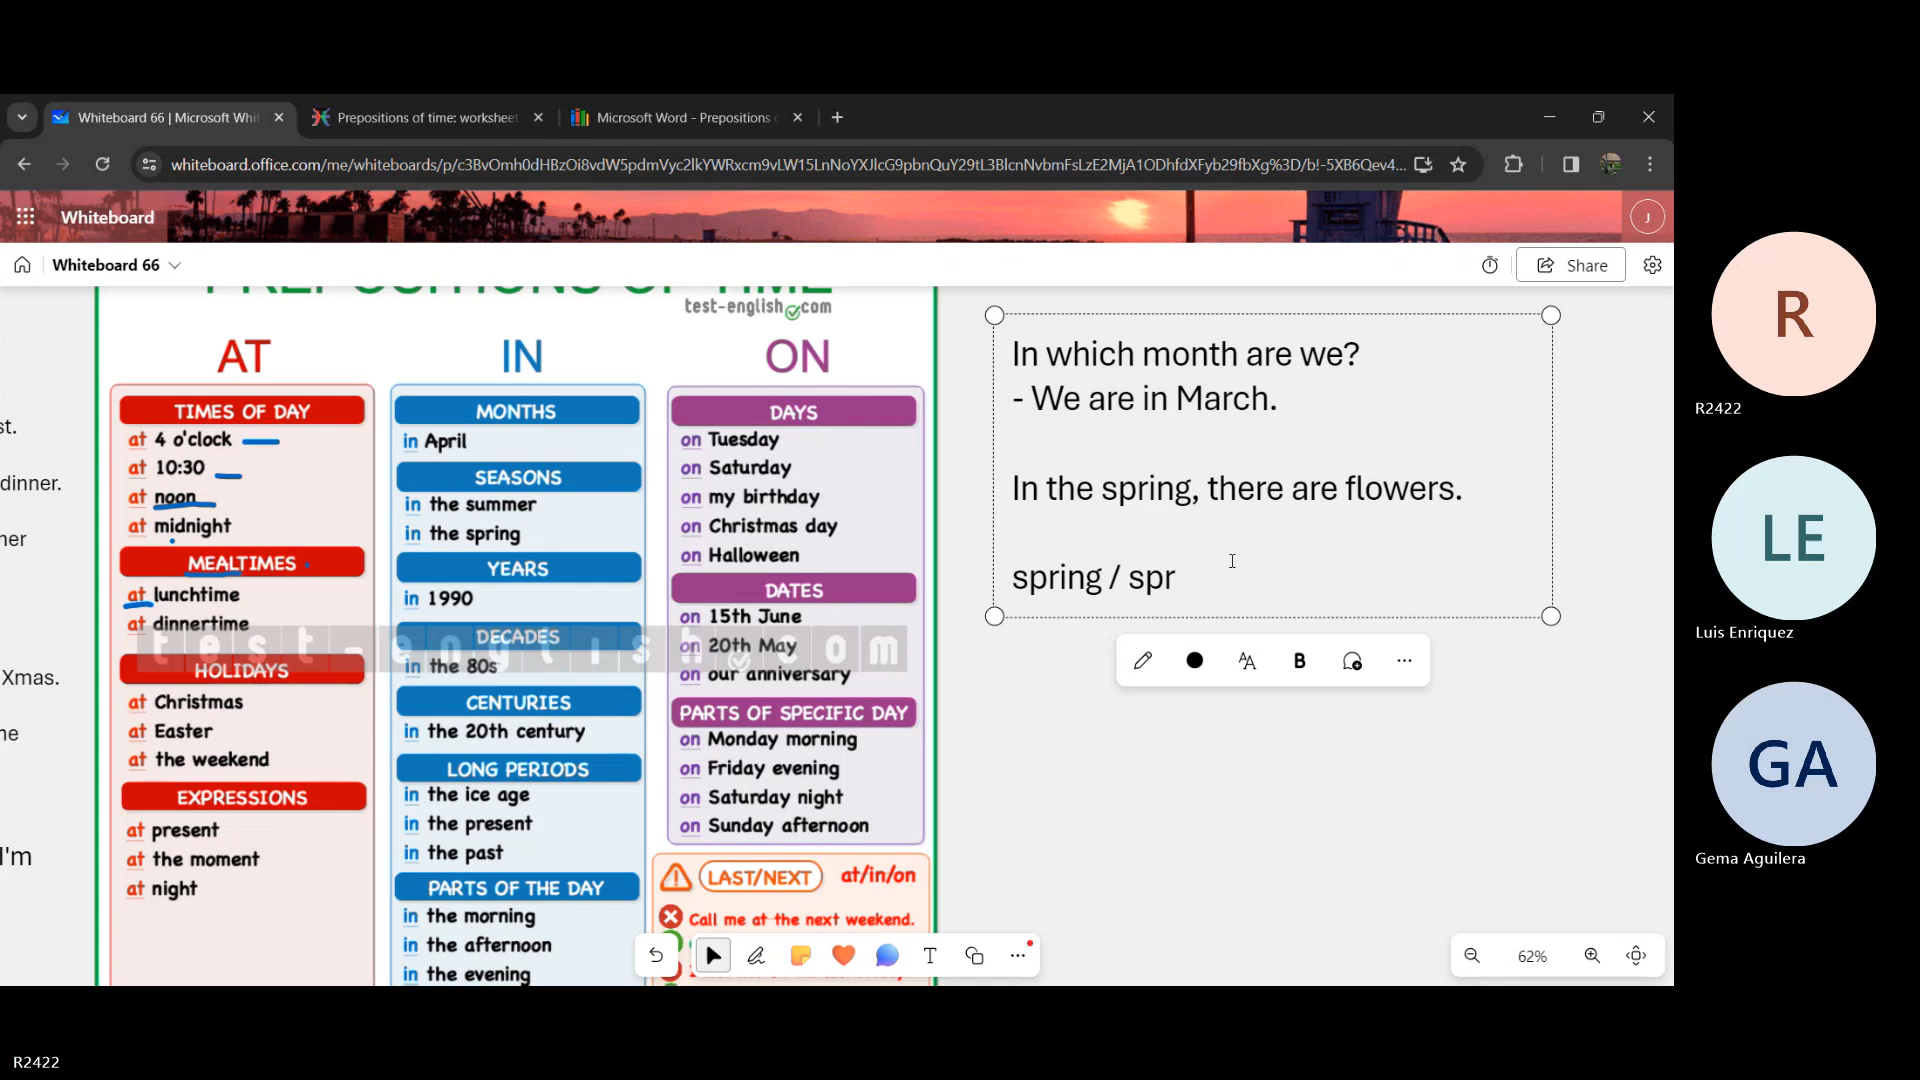 Whiteboard 66 | Microsoft Whit
Prepositions of time: worksheet
Microsoft Word - Prepositions
whiteboard.office.com/me/whiteboards/p/c3BvOmh0dHBzOi8vdW5pdmVyc2lkYWRxcm9vLW15LnNoYXJlcG9pbnQuY29tL3BlcnNvbmFsLzE2MjA1ODhfdXFyb29fbXg%3D/b!-5XB6Qev4...
Whiteboard
J
Whiteboard 66
Share
PREPOSITIONS OF TIME
test-english.com
AT
IN
ON
TIMES OF DAY
at 4 o'clock
at 10:30
at noon
at midnight
MEALTIMES
at lunchtime
at dinnertime
HOLIDAYS
at Christmas
at Easter
at the weekend
EXPRESSIONS
at present
at the moment
at night
MONTHS
in April
SEASONS
in the summer
in the spring
YEARS
in 1990
DECADES
in the 80s
CENTURIES
in the 20th century
LONG PERIODS
in the ice age
in the present
in the past
PARTS OF THE DAY
in the morning
in the afternoon
in the evening
DAYS
on Tuesday
on Saturday
on my birthday
on Christmas day
on Halloween
DATES
on 15th June
on 20th May
on our anniversary
PARTS OF SPECIFIC DAY
on Monday morning
on Friday evening
on Saturday night
on Sunday afternoon
LAST/NEXT at/in/on
Call me at the next weekend.
test-english.com
st.
dinner.
ner
Xmas.
ne
I'm
In which month are we?
- We are in March.
In the spring, there are flowers.
spring / spr
B
T
62%
R
R2422
LE
Luis Enriquez
GA
Gema Aguilera
R2422